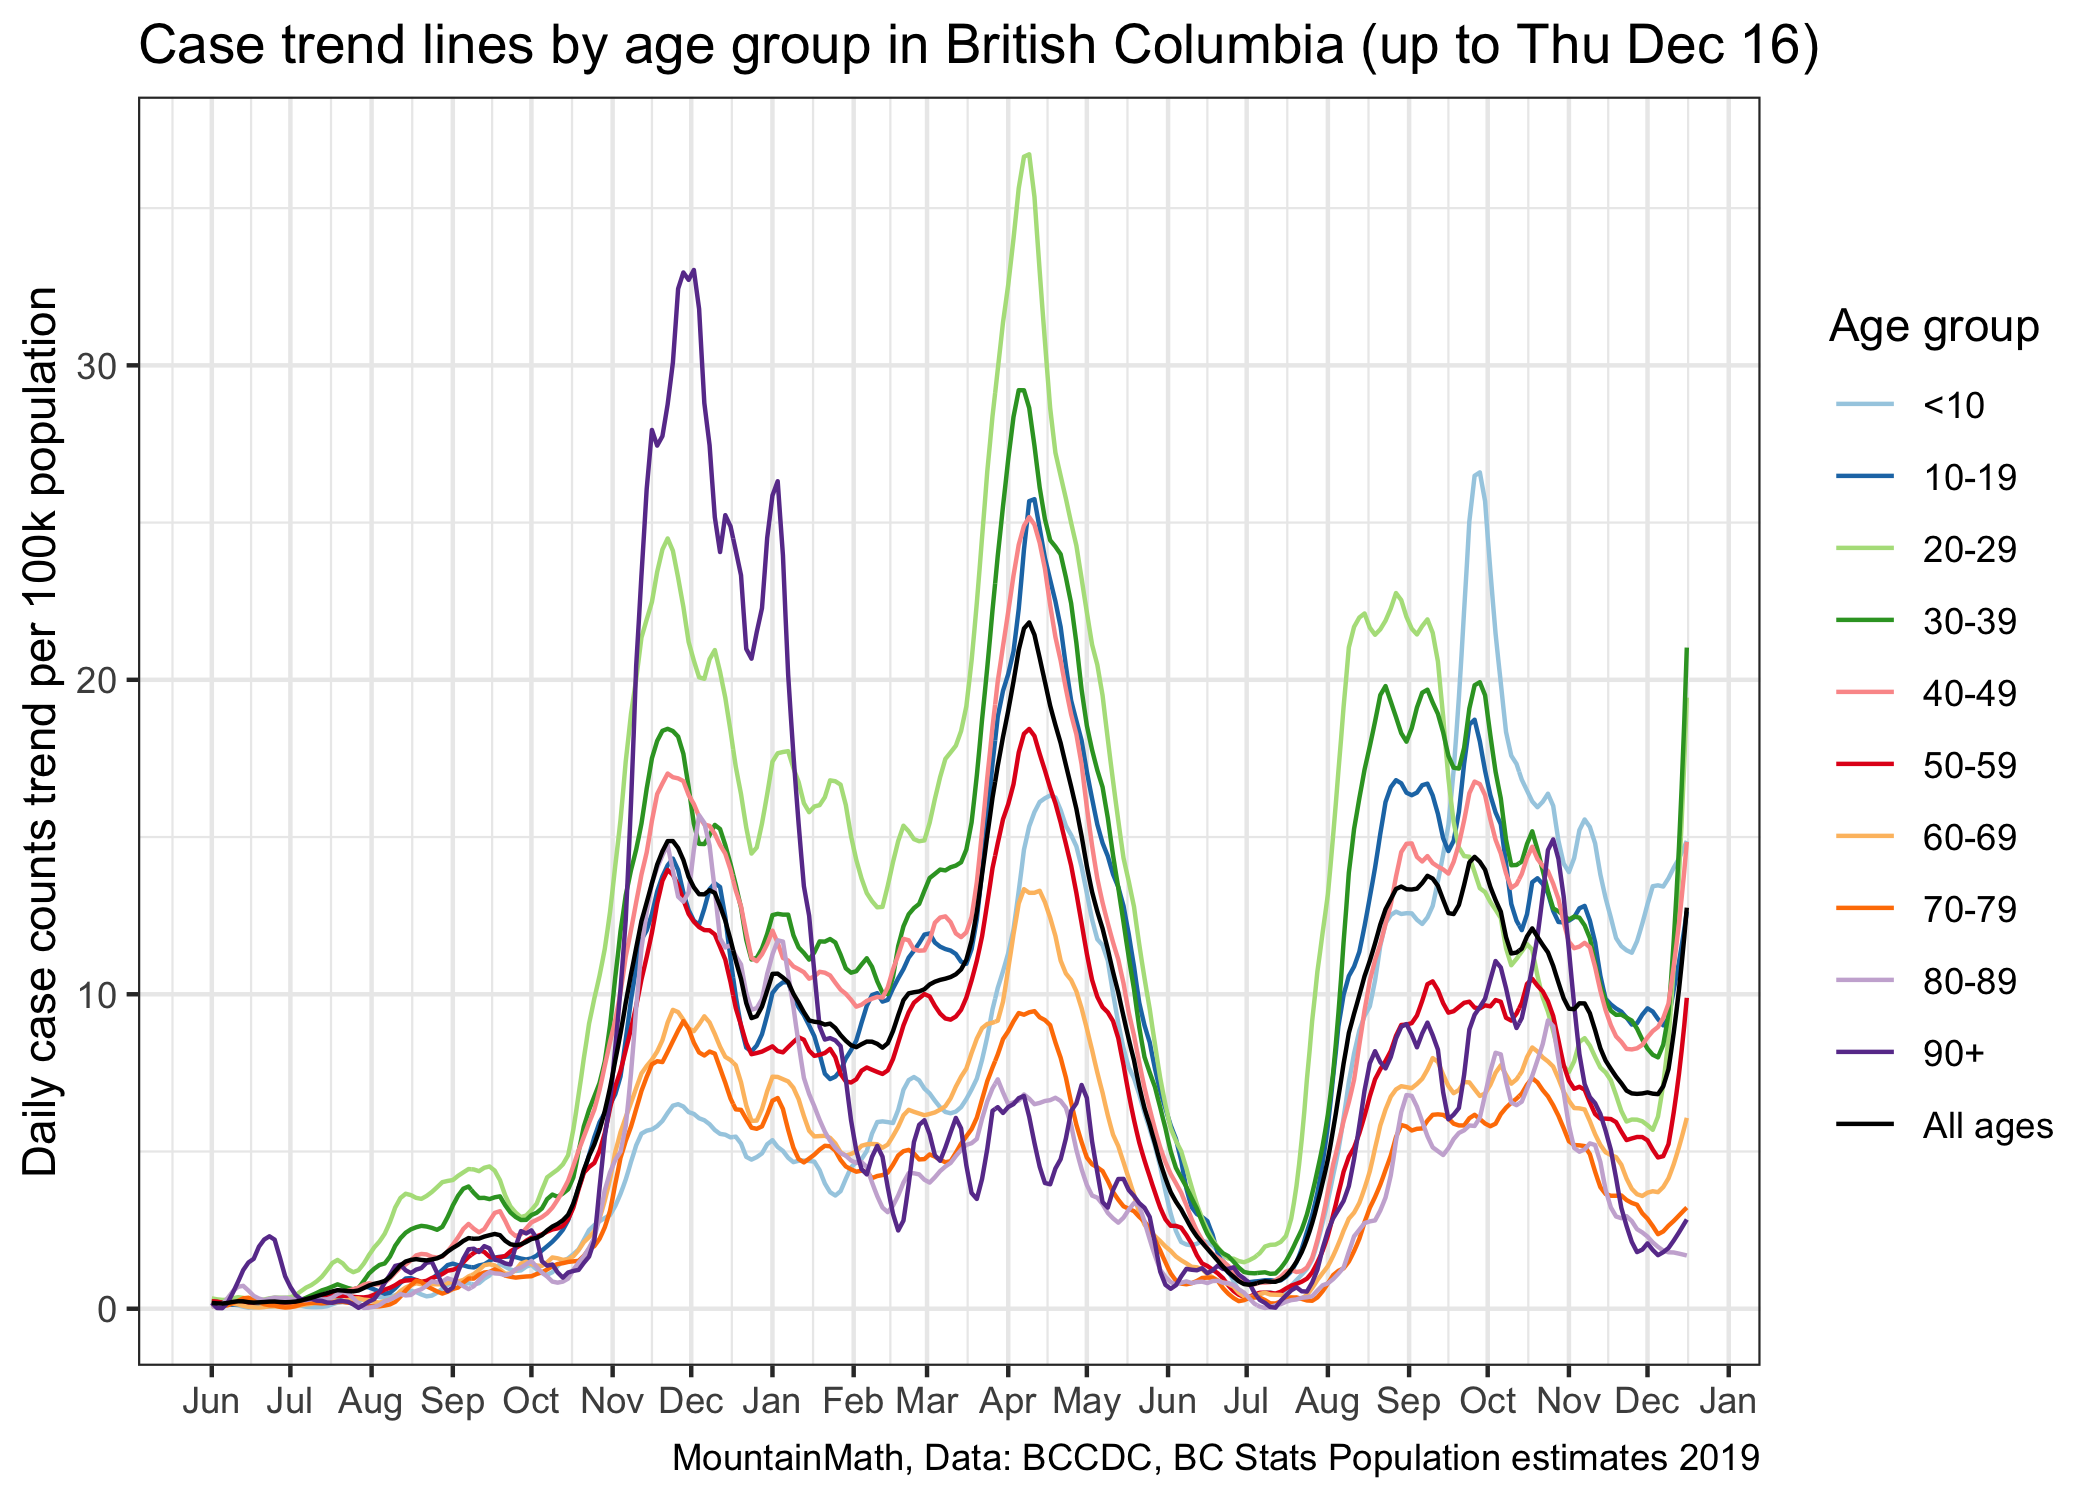 Case trend lines by age group in British Columbia (up to Thu Dec 16)
Daily case counts trend per 100k population
30
20
10
0
Jun Jul Aug Sep Oct Nov Dec Jan Feb Mar Apr May Jun Jul Aug Sep Oct Nov Dec Jan
Age group
<10
10-19
20-29
30-39
40-49
50-59
60-69
70-79
80-89
90+
All ages
MountainMath, Data: BCCDC, BC Stats Population estimates 2019